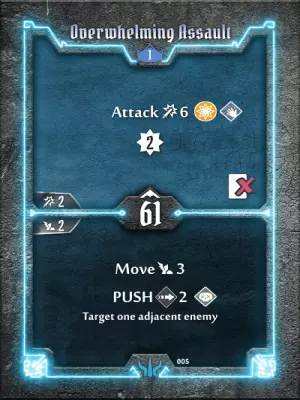 Overwhelming Assault
1
Attack 6
2
2
61
2
Move 3
PUSH 2
Target one adjacent enemy
005